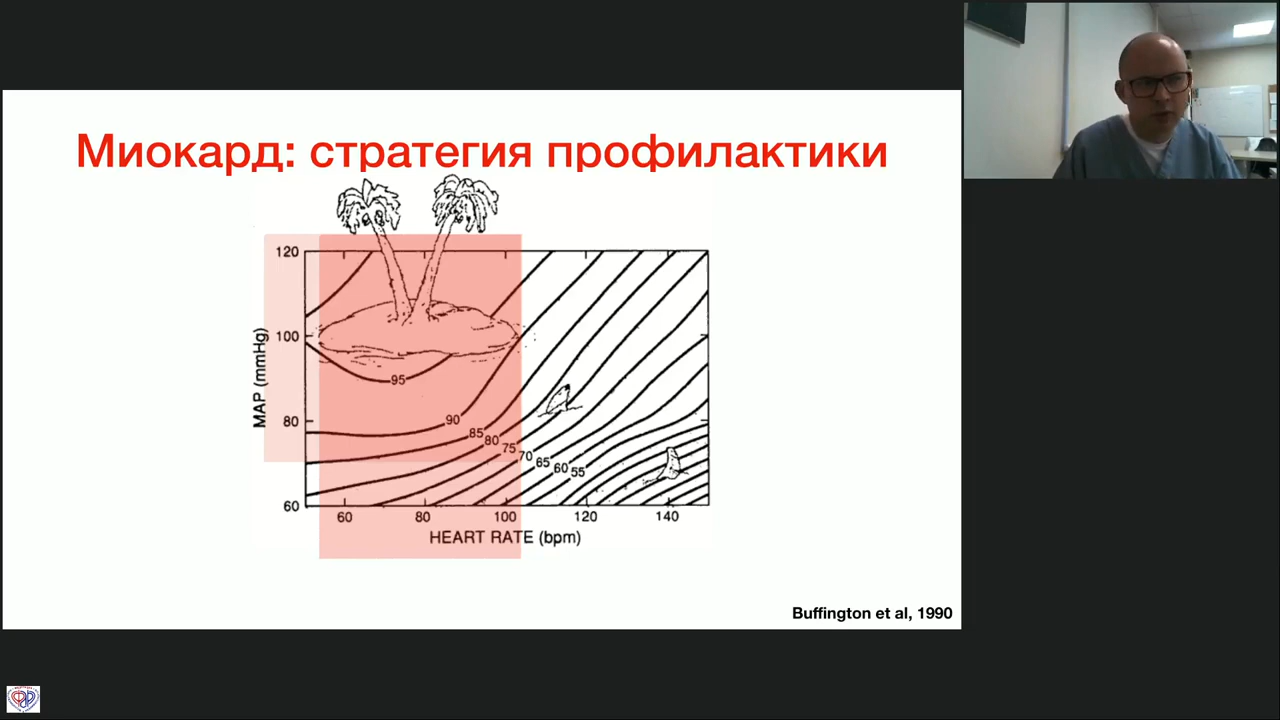 Миокард: стратегия профилактики
120
100
80
60
MAP (mmHg)
95
90
85
80
75
70
65
60
55
60 80 100 120 140
HEART RATE (bpm)
Buffington et al, 1990